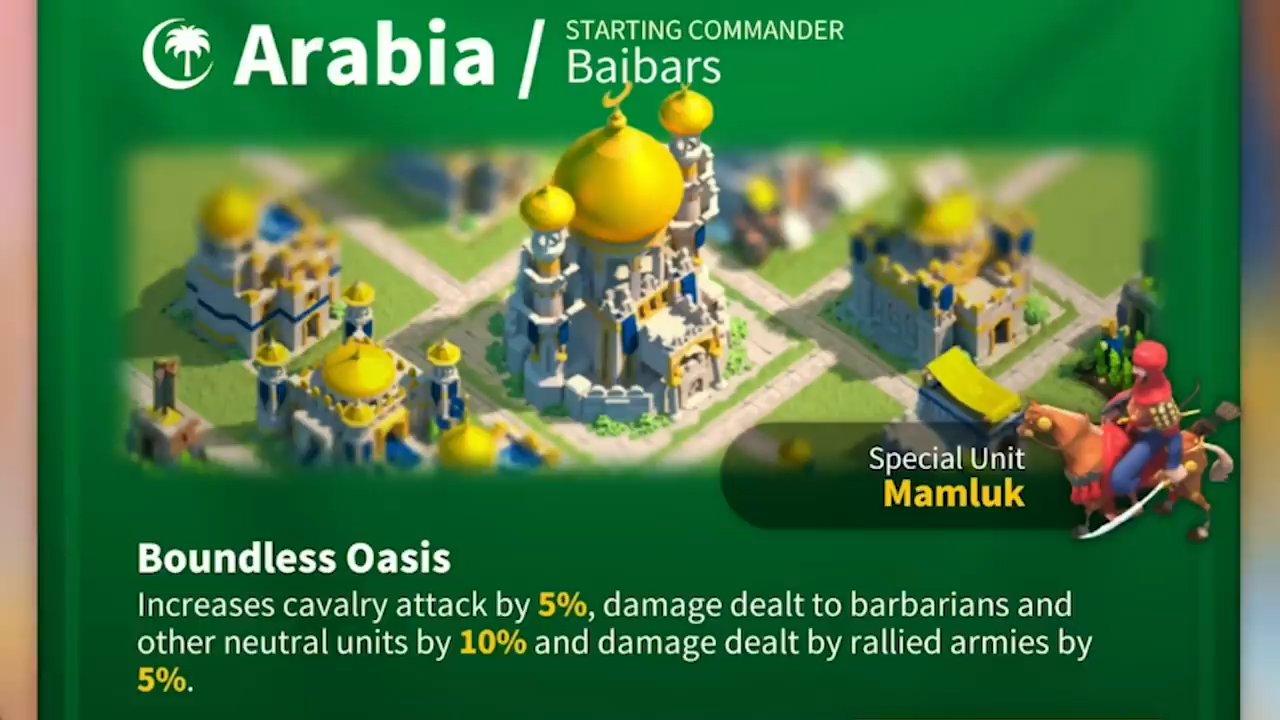 Arabia / STARTING COMMANDER
Baibars
Special Unit
Mamluk
Boundless Oasis
Increases cavalry attack by 5%, damage dealt to barbarians and
other neutral units by 10% and damage dealt by rallied armies by
5%.